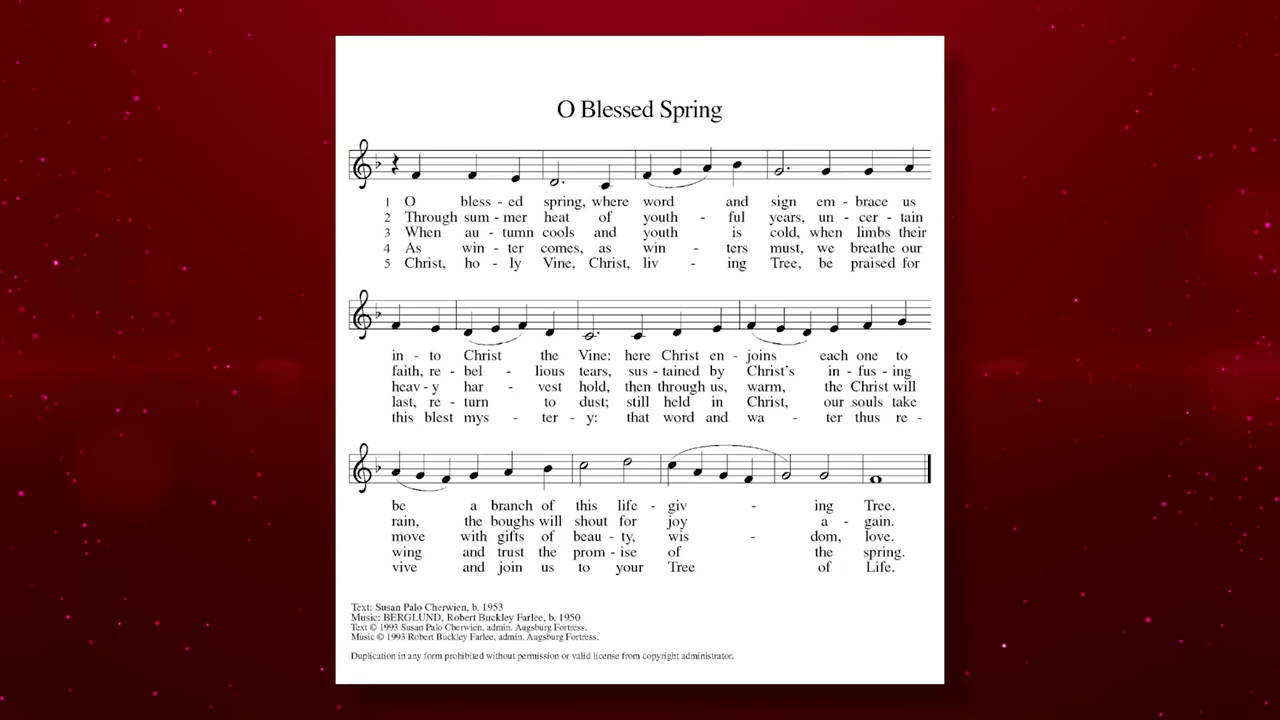 O Blessed Spring
1 O bless - ed spring, where word and sign em - brace us
2 Through sum - mer heat of youth - ful years, un - cer - tain
3 When au - tumn cools and youth is cold, when limbs their
4 As win - ter comes, as win - ters must, we breathe our
5 Christ, ho - ly Vine, Christ, liv - ing Tree, be praised for
in - to Christ the Vine: here Christ en - joins each one to
faith, re - bel - lious tears, sus - tained by Christ's in - fus - ing
heav - y har - vest hold, then through us, warm, the Christ will
last, re - turn to dust; still held in Christ, our souls take
this blest mys - ter - y: that word and wa - ter thus re -
be a branch of this life - giv - ing Tree.
rain, the boughs will shout for joy a - gain.
move with gifts of beau - ty, wis - dom, love.
wing and trust the prom - ise of the spring.
vive and join us to your Tree of Life.
Text: Susan Palo Cherwien, b. 1953
Music: BERGLUND, Robert Buckley Farlee, b. 1950
Text © 1993 Susan Palo Cherwien, admin. Augsburg Fortress.
Music © 1993 Robert Buckley Farlee, admin. Augsburg Fortress.
Duplication in any form prohibited without permission or valid license from copyright administrator.